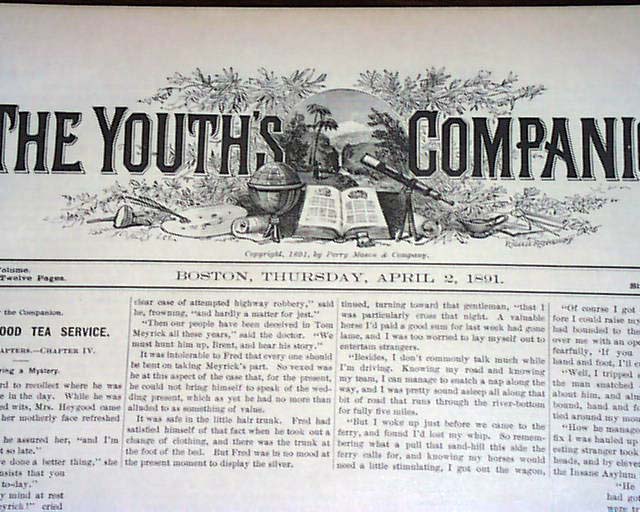 THE YOUTH'S COMPANI
Copyright, 1891, by Perry Mason & Company.
Volume.
Twelve Pages.
BOSTON, THURSDAY, APRIL 2, 1891.
the Companion.
OOD TEA SERVICE.
APTERS.—CHAPTER IV.
ring a Mystery.
rd to recollect where he was
e in the day. While he was
ed wits, Mrs. Heygood came
her motherly face refreshed
he assured her, "and I'm
t so late."
e done a better thing," she
nsists that you
to-day."
y mind at rest
eyrick!" cried
clear case of attempted highway robbery," said
he, frowning, "and hardly a matter for jest."
"Then our people have been deceived in Tom
Meyrick all these years," said the doctor. "We
must hunt him up, Brent, and hear his story."
It was intolerable to Fred that every one should
be bent on taking Meyrick's part. So vexed was
he at this aspect of the case, that, for the present,
he could not bring himself to speak of the wed-
ding present, which as yet he had no more than
alluded to as something of value.
It was safe in the little hair trunk. Fred had
satisfied himself of that fact when he took out a
change of clothing, and there was the trunk at
the foot of the bed. But Fred was in no mood at
the present moment to display the silver.
tinued, turning toward that gentleman, "that I
was particularly cross that night. A valuable
horse I'd paid a good sum for last week had gone
lame, and I was too worried to lay myself out to
entertain strangers.
"Besides, I don't commonly talk much while
I'm driving. Knowing my road and knowing
my team, I can manage to snatch a nap along the
way, and I was pretty sound asleep all along that
bit of road that runs through the river-bottom
for fully five miles.
"But I woke up just before we came to the
ferry, and found I'd lost my whip. So remem-
bering what a pull that sand-hill this side the
ferry calls for, and knowing my horses would
need a little stimulating, I got out the wagon,
"Of course I got
fore I could raise my
had bounded to the
over me with an ope
fearfully, 'If you
hand and foot, I'll c
"Well, I tripped
the man snatched
about him, and alm
bound, hand and
tied around my mou
"How he manage
fix I was hauled up
esting stranger took
heads, and by eleve
the Insane Asylum
"He
had got